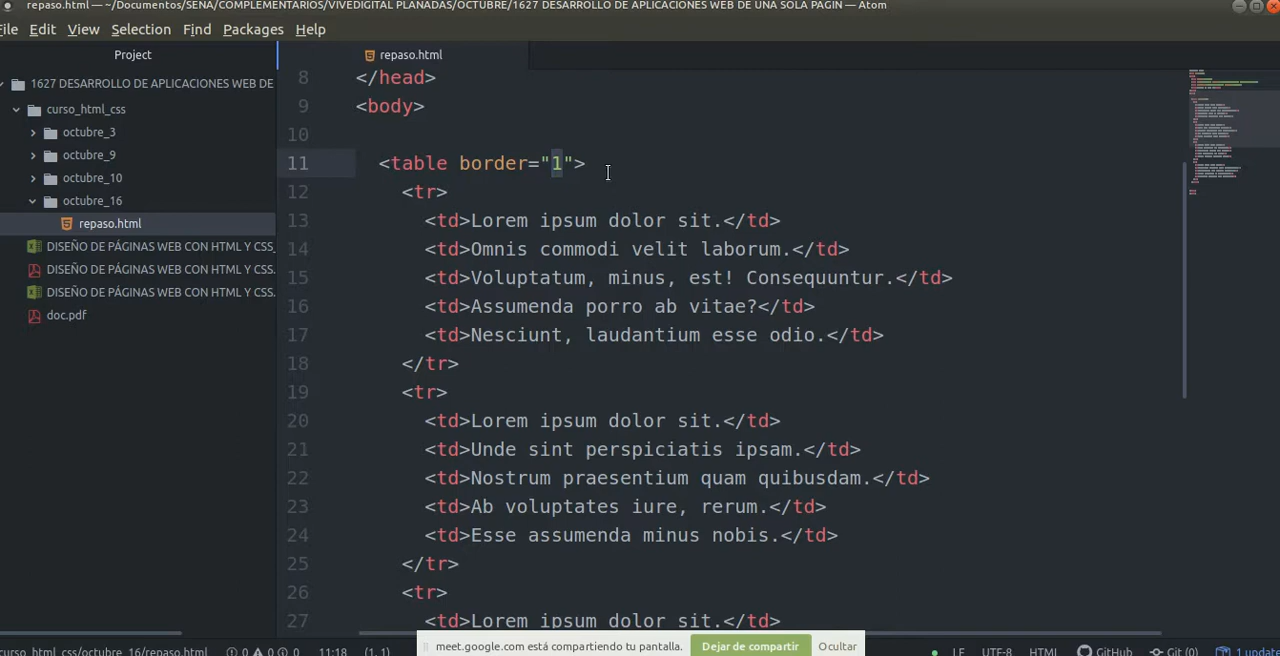 repaso.html — ~/Documentos/SENA/COMPLEMENTARIOS/VIVEDIGITAL PLANADAS/OCTUBRE/1627 DESARROLLO DE APLICACIONES WEB DE UNA SOLA PAGIN — Atom
File Edit View Selection Find Packages Help
Project
1627 DESARROLLO DE APLICACIONES WEB DE
curso_html_css
octubre_3
octubre_9
octubre_10
octubre_16
repaso.html
DISEÑO DE PÁGINAS WEB CON HTML Y CSS_
DISEÑO DE PÁGINAS WEB CON HTML Y CSS.
DISEÑO DE PÁGINAS WEB CON HTML Y CSS.
doc.pdf
repaso.html
8 </head>
9 <body>
10
11 <table border="1">
12 <tr>
13 <td>Lorem ipsum dolor sit.</td>
14 <td>Omnis commodi velit laborum.</td>
15 <td>Voluptatum, minus, est! Consequuntur.</td>
16 <td>Assumenda porro ab vitae?</td>
17 <td>Nesciunt, laudantium esse odio.</td>
18 </tr>
19 <tr>
20 <td>Lorem ipsum dolor sit.</td>
21 <td>Unde sint perspiciatis ipsam.</td>
22 <td>Nostrum praesentium quam quibusdam.</td>
23 <td>Ab voluptates iure, rerum.</td>
24 <td>Esse assumenda minus nobis.</td>
25 </tr>
26 <tr>
27 <td>Lorem ipsum dolor sit.</td>
meet.google.com está compartiendo tu pantalla. Dejar de compartir Ocultar
curso_html_css/octubre_16/repaso.html 0 0 0 11:18 (1, 1) LF UTF-8 HTML GitHub Git (0) 1 update